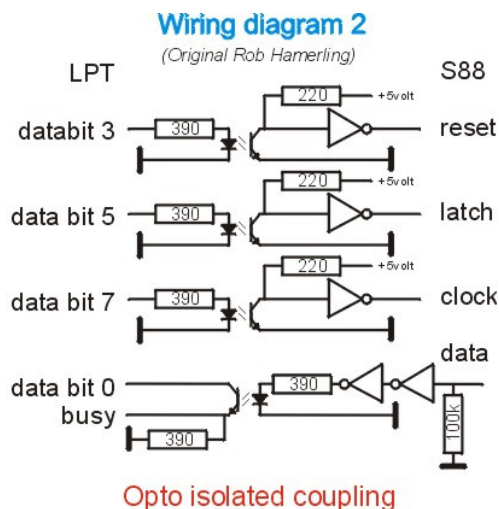 Wiring diagram 2
(Original Rob Hamerling)
LPT
S88
220
+5volt
databit 3
390
reset
220
+5volt
data bit 5
390
latch
220
+5volt
data bit 7
390
clock
data
data bit 0
390
busy
100k
390
Opto isolated coupling